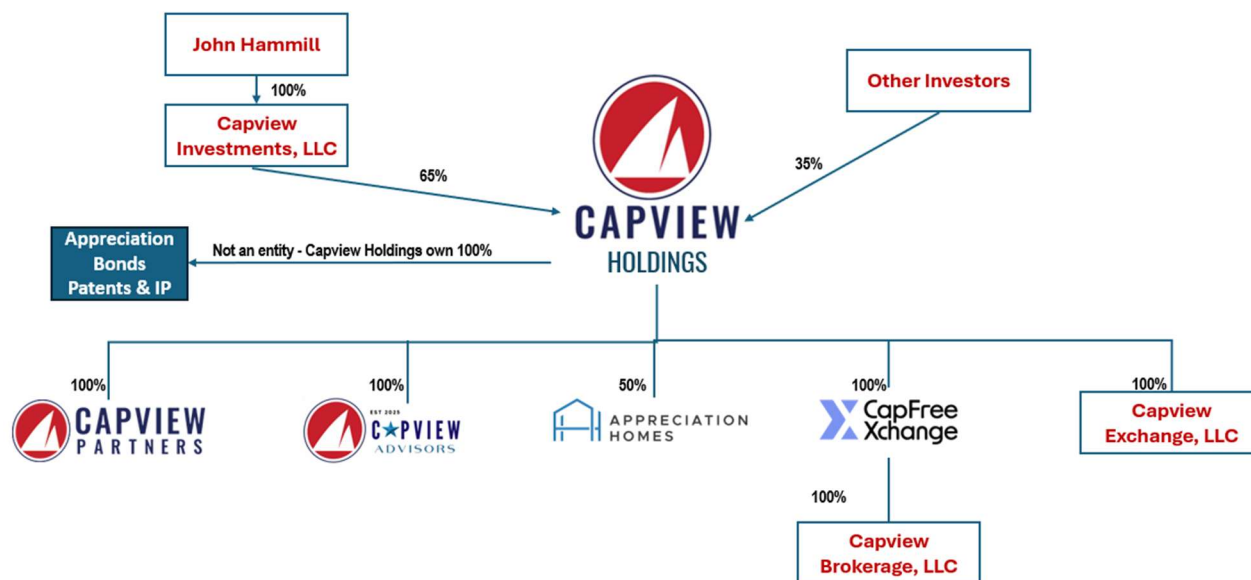 John Hammill
100%
Capview
Investments, LLC
65%
Other Investors
35%
CAPVIEW
HOLDINGS
Appreciation
Bonds
Patents & IP
Not an entity - Capview Holdings own 100%
100%
CAPVIEW
PARTNERS
100%
EST 2025
C★PVIEW
ADVISORS
50%
APPRECIATION
HOMES
100%
CapFree
Xchange
100%
Capview
Exchange, LLC
100%
Capview
Brokerage, LLC